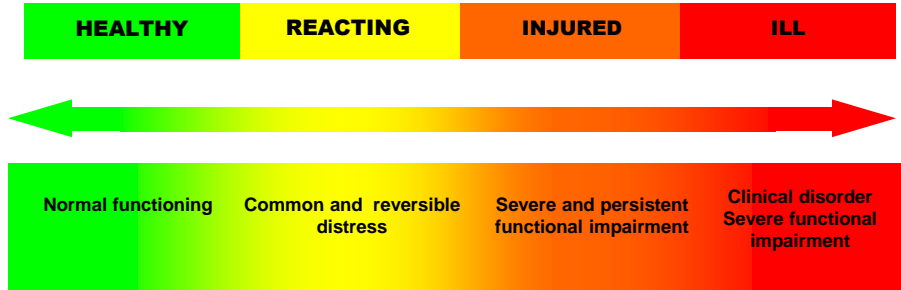 HEALTHY
REACTING
INJURED
ILL
Normal functioning
Common and reversible
distress
Severe and persistent
functional impairment
Clinical disorder
Severe functional
impairment